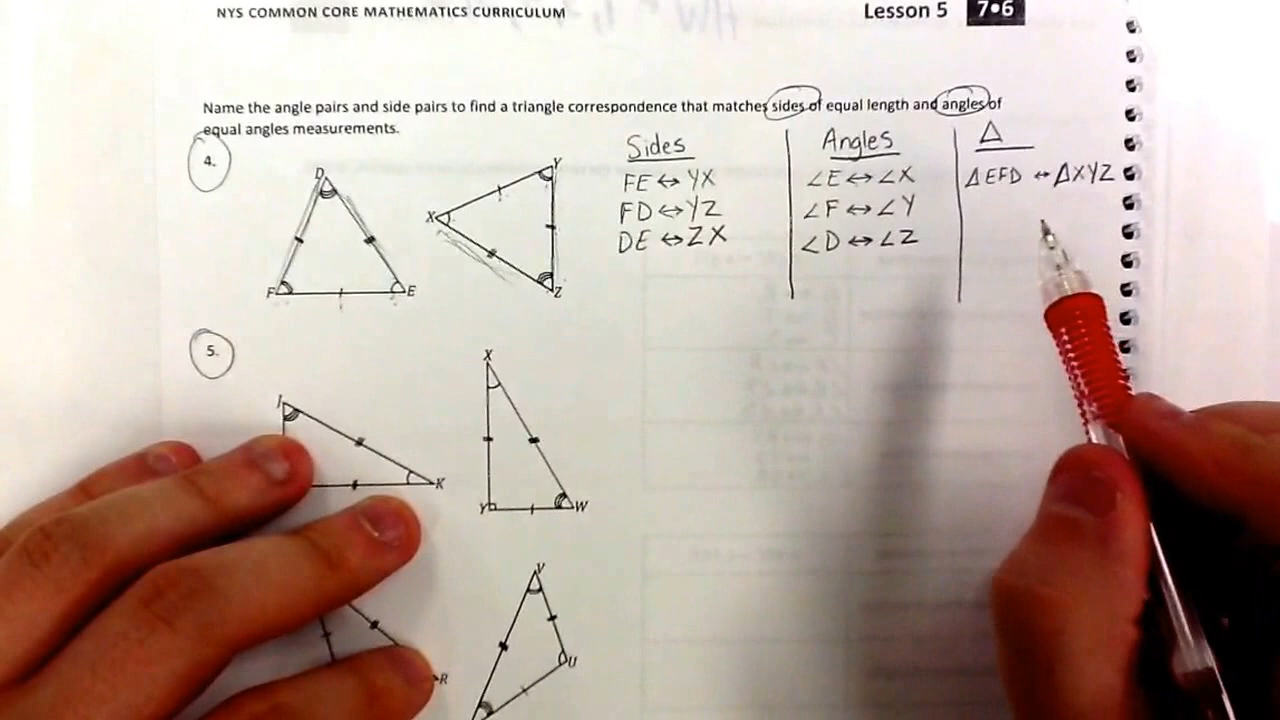 NYS COMMON CORE MATHEMATICS CURRICULUM
Lesson 5
7•6
Name the angle pairs and side pairs to find a triangle correspondence that matches sides of equal length and angles of
equal angles measurements.
4.
D
F
E
X
Y
Z
Sides
FE ↔ YX
FD ↔ YZ
DE ↔ ZX
Angles
∠E ↔ ∠X
∠F ↔ ∠Y
∠D ↔ ∠Z
Δ
ΔEFD ↔ ΔXYZ
5.
I
K
X
Y
W
V
U
R